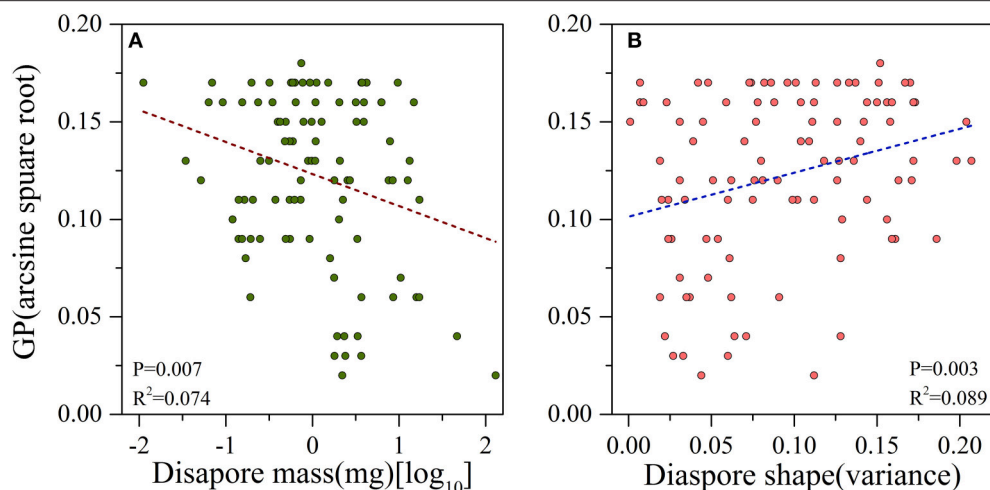 GP(arcsine spuare root)
A
0.20
0.15
0.10
0.05
0.00
P=0.007
R²=0.074
-2 -1 0 1 2
Disapore mass(mg)[log₁₀]
B
0.20
0.15
0.10
0.05
0.00
P=0.003
R²=0.089
0.00 0.05 0.10 0.15 0.20
Diaspore shape(variance)